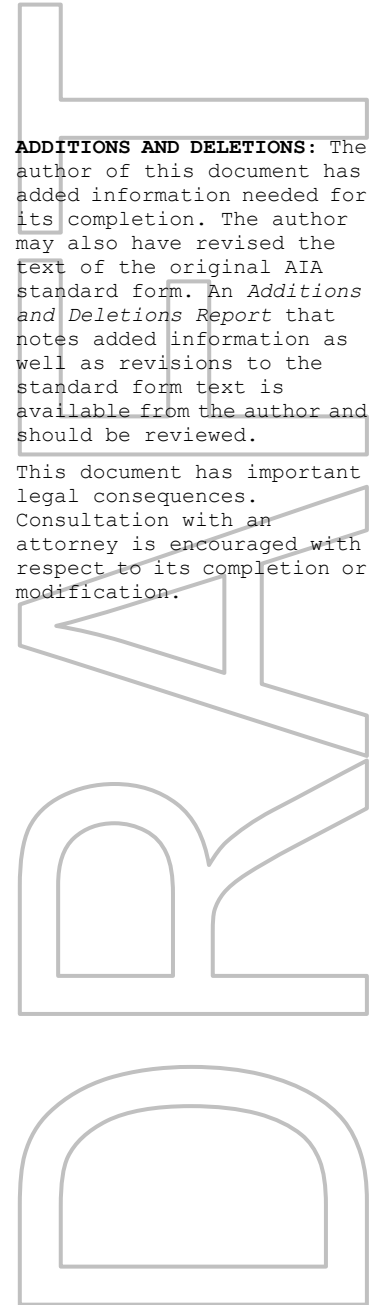 ADDITIONS AND DELETIONS: The
author of this document has
added information needed for
its completion. The author
may also have revised the
text of the original AIA
standard form. An Additions
and Deletions Report that
notes added information as
well as revisions to the
standard form text is
available from the author and
should be reviewed.
This document has important
legal consequences.
Consultation with an
attorney is encouraged with
respect to its completion or
modification.
DRAFT